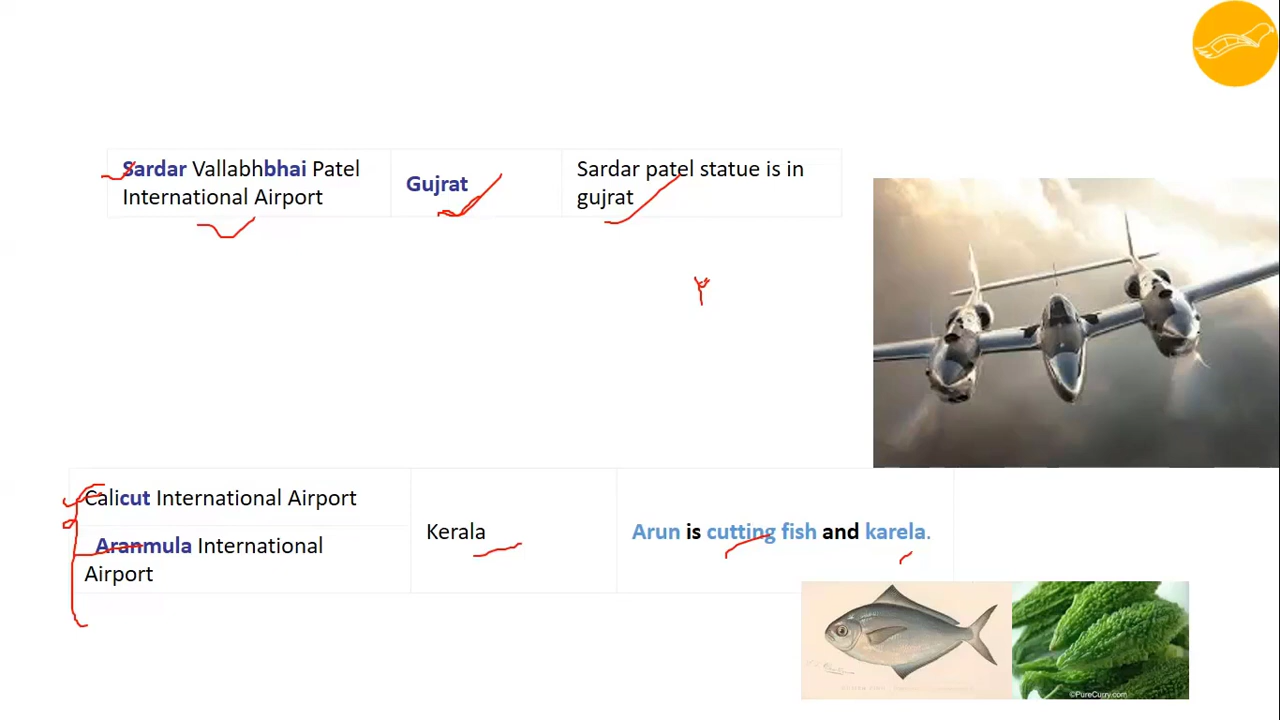 Sardar Vallabhbhai Patel
International Airport
Gujrat
Sardar patel statue is in
gujrat
Calicut International Airport
Aranmula International
Airport
Kerala
Arun is cutting fish and karela.
©PureCurry.com